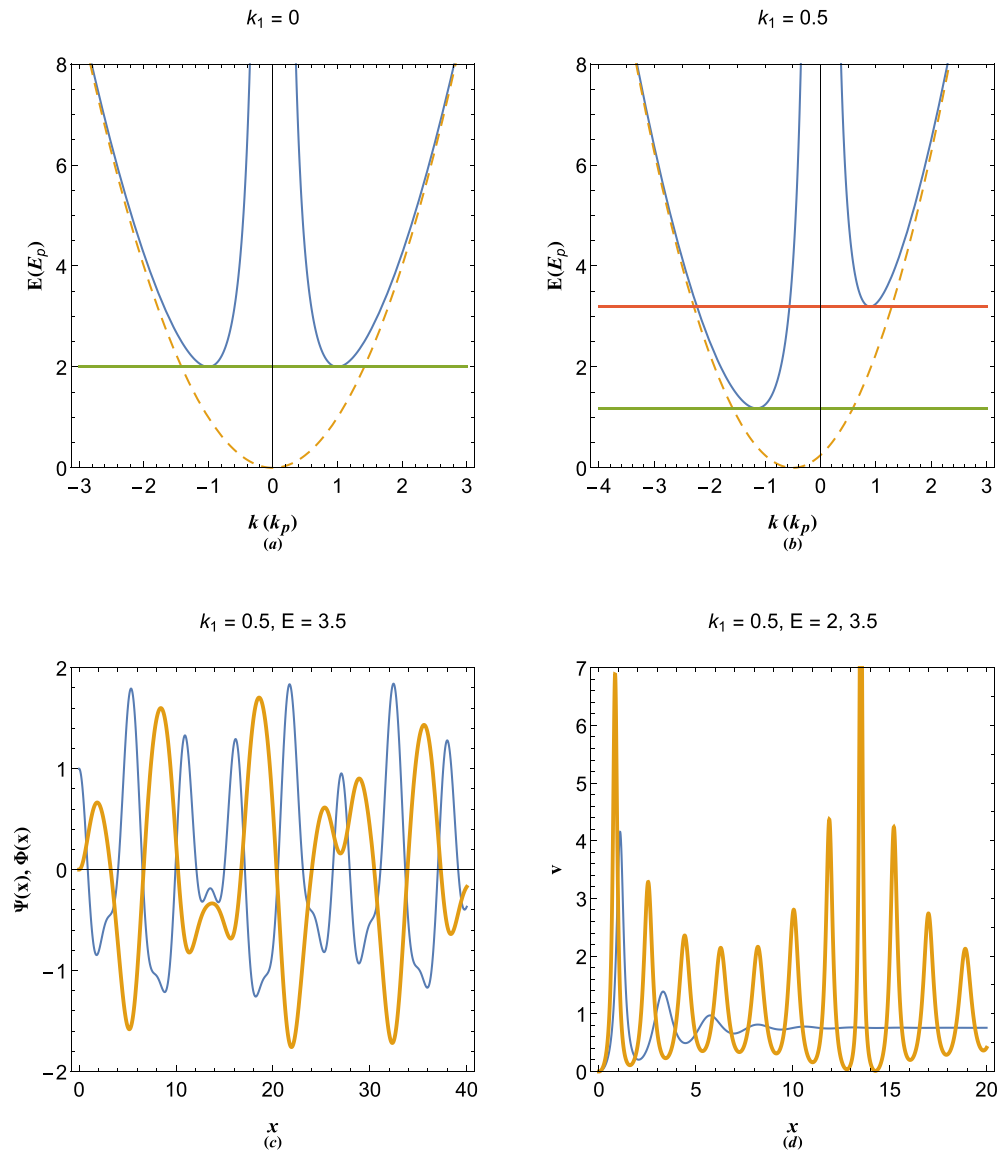 k₁ = 0
8
6
4
2
0
E(Eₚ)
−3 −2 −1 0 1 2 3
k (kₚ)
(a)
k₁ = 0.5
8
6
4
2
0
E(Eₚ)
−4 −3 −2 −1 0 1 2 3
k (kₚ)
(b)
k₁ = 0.5, E = 3.5
2
1
0
−1
−2
Ψ(x), Φ(x)
0 10 20 30 40
x
(c)
k₁ = 0.5, E = 2, 3.5
7
6
5
4
3
2
1
0
v
0 5 10 15 20
x
(d)